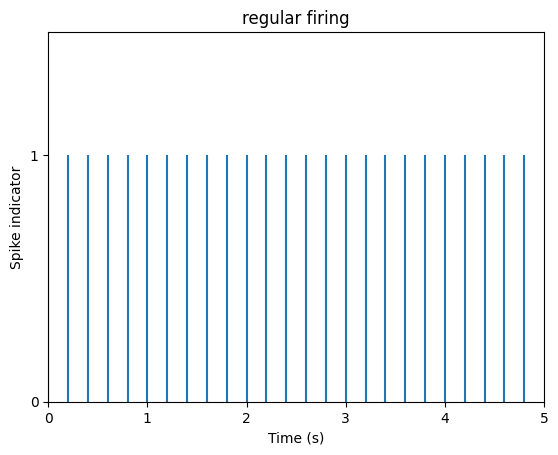 regular firing
1
Spike indicator
0
0 1 2 3 4 5
Time (s)